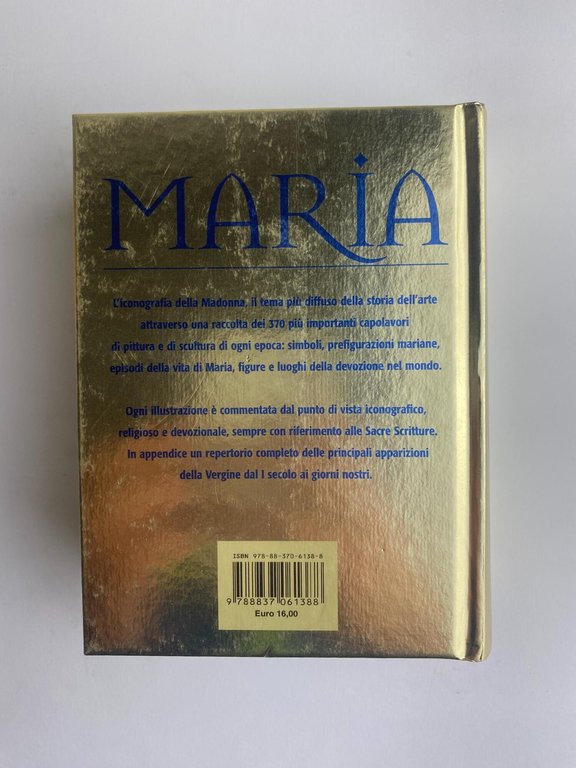 MARiA
L'iconografia della Madonna, il tema più diffuso della storia dell'arte
attraverso una raccolta dei 370 più importanti capolavori
di pittura e di scultura di ogni epoca: simboli, prefigurazioni mariane,
episodi della vita di Maria, figure e luoghi della devozione nel mondo.
Ogni illustrazione è commentata dal punto di vista iconografico,
religioso e devozionale, sempre con riferimento alle Sacre Scritture.
In appendice un repertorio completo delle principali apparizioni
della Vergine dal I secolo ai giorni nostri.
ISBN 978-88-370-6138-8
9 788837 061388
Euro 16,00